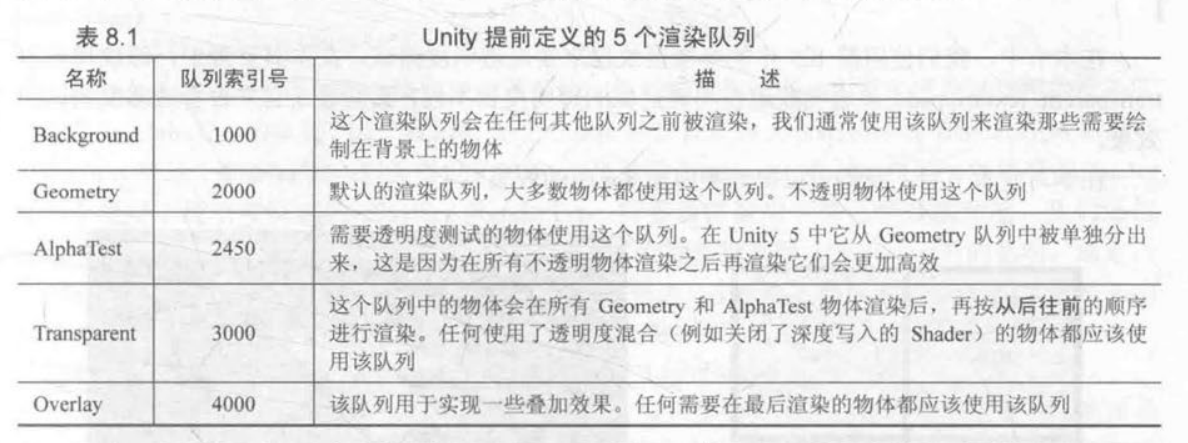 表 8.1 Unity 提前定义的 5 个渲染队列
名称 队列索引号 描 述
Background 1000 这个渲染队列会在任何其他队列之前被渲染，我们通常使用该队列来渲染那些需要绘
制在背景上的物体
Geometry 2000 默认的渲染队列，大多数物体都使用这个队列。不透明物体使用这个队列
AlphaTest 2450 需要透明度测试的物体使用这个队列。在 Unity 5 中它从 Geometry 队列中被单独分出
来，这是因为在所有不透明物体渲染之后再渲染它们会更加高效
Transparent 3000 这个队列中的物体会在所有 Geometry 和 AlphaTest 物体渲染后，再按从后往前的顺序
进行渲染。任何使用了透明度混合（例如关闭了深度写入的 Shader）的物体都应该使
用该队列
Overlay 4000 该队列用于实现一些叠加效果。任何需要在最后渲染的物体都应该使用该队列